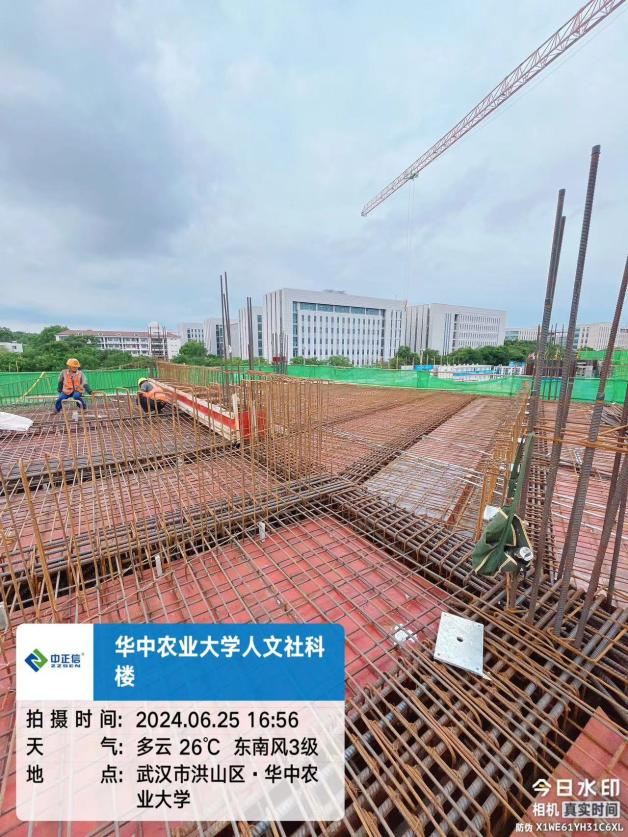 中正信®
ZZSEN
华中农业大学人文社科
楼
拍摄时间: 2024.06.25 16:56
天气: 多云 26℃ 东南风3级
地点: 武汉市洪山区·华中农
业大学
今日水印
相机 真实时间
防伪 X1WE61YH31C6XL